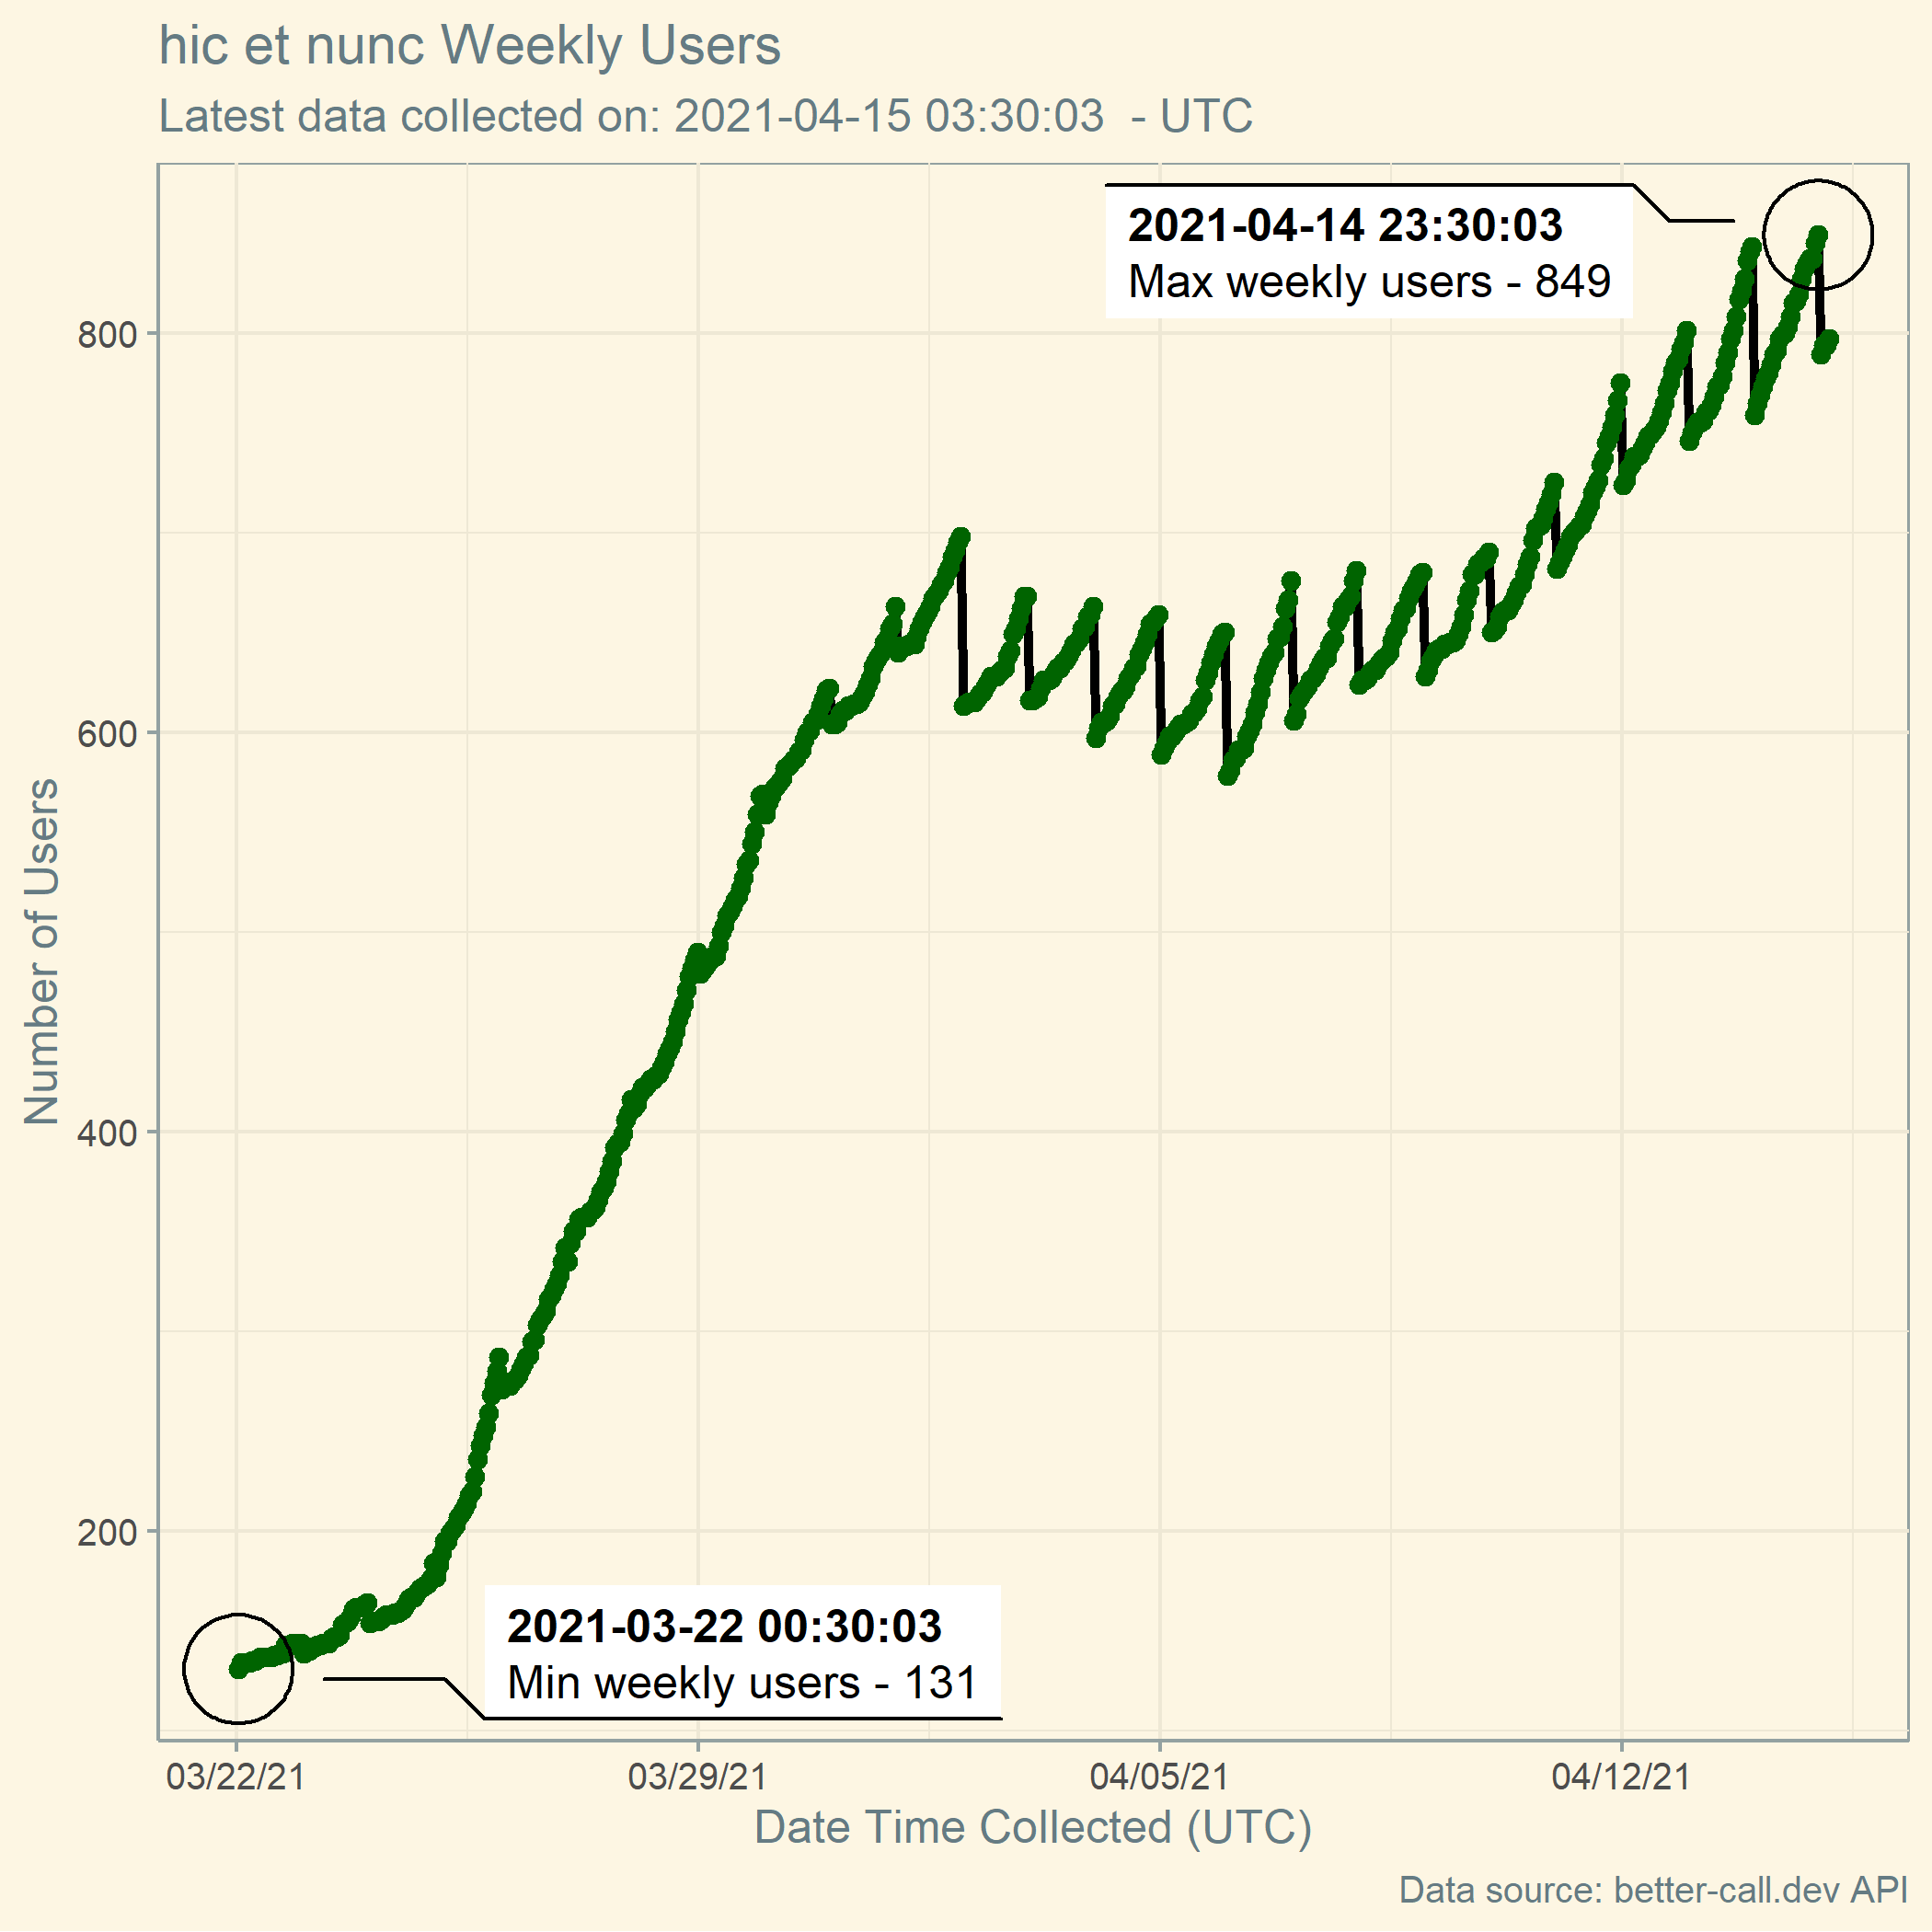 hic et nunc Weekly Users
Latest data collected on: 2021-04-15 03:30:03  - UTC
2021-04-14 23:30:03
Max weekly users - 849
800
600
400
200
Number of Users
2021-03-22 00:30:03
Min weekly users - 131
03/22/21 03/29/21 04/05/21 04/12/21
Date Time Collected (UTC)
Data source: better-call.dev API